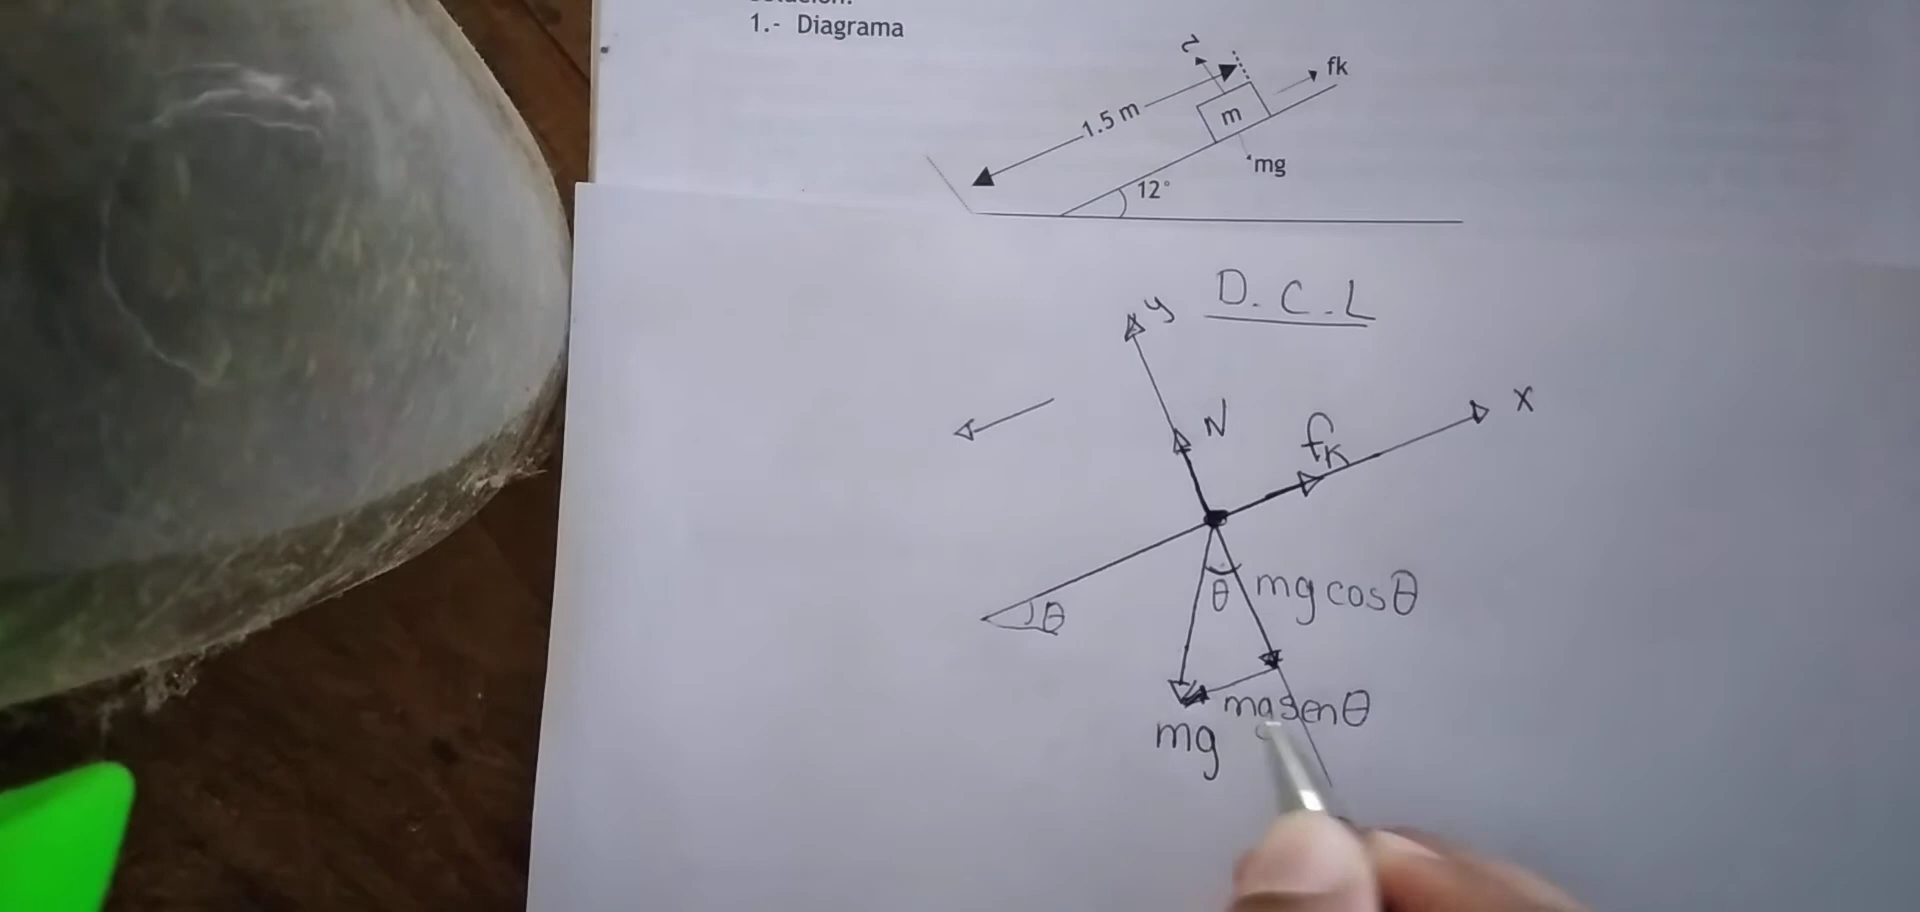 1.- Diagrama
N
fk
1.5 m
m
mg
12°
D.C.L
y
x
N
fK
θ
θ
mg cosθ
mg senθ
mg